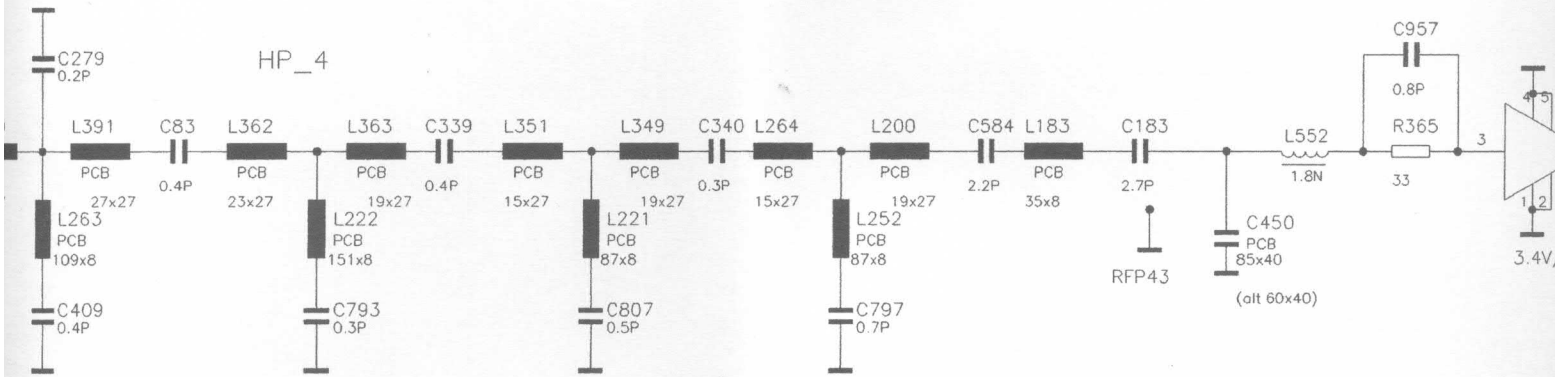 C957
C279
0.2P
HP_4
0.8P
4 5
L391
C83
L362
L363
C339
L351
L349
C340
L264
L200
C584
L183
C183
L552
R365
3
PCB
0.4P
PCB
PCB
0.4P
PCB
PCB
0.3P
PCB
PCB
2.2P
PCB
2.7P
1.8N
33
27x27
23x27
19x27
15x27
19x27
15x27
19x27
35x8
1 2
L263
PCB
109x8
L222
PCB
151x8
L221
PCB
87x8
L252
PCB
87x8
C450
PCB
85x40
(alt 60x40)
RFP43
3.4V/
C409
0.4P
C793
0.3P
C807
0.5P
C797
0.7P